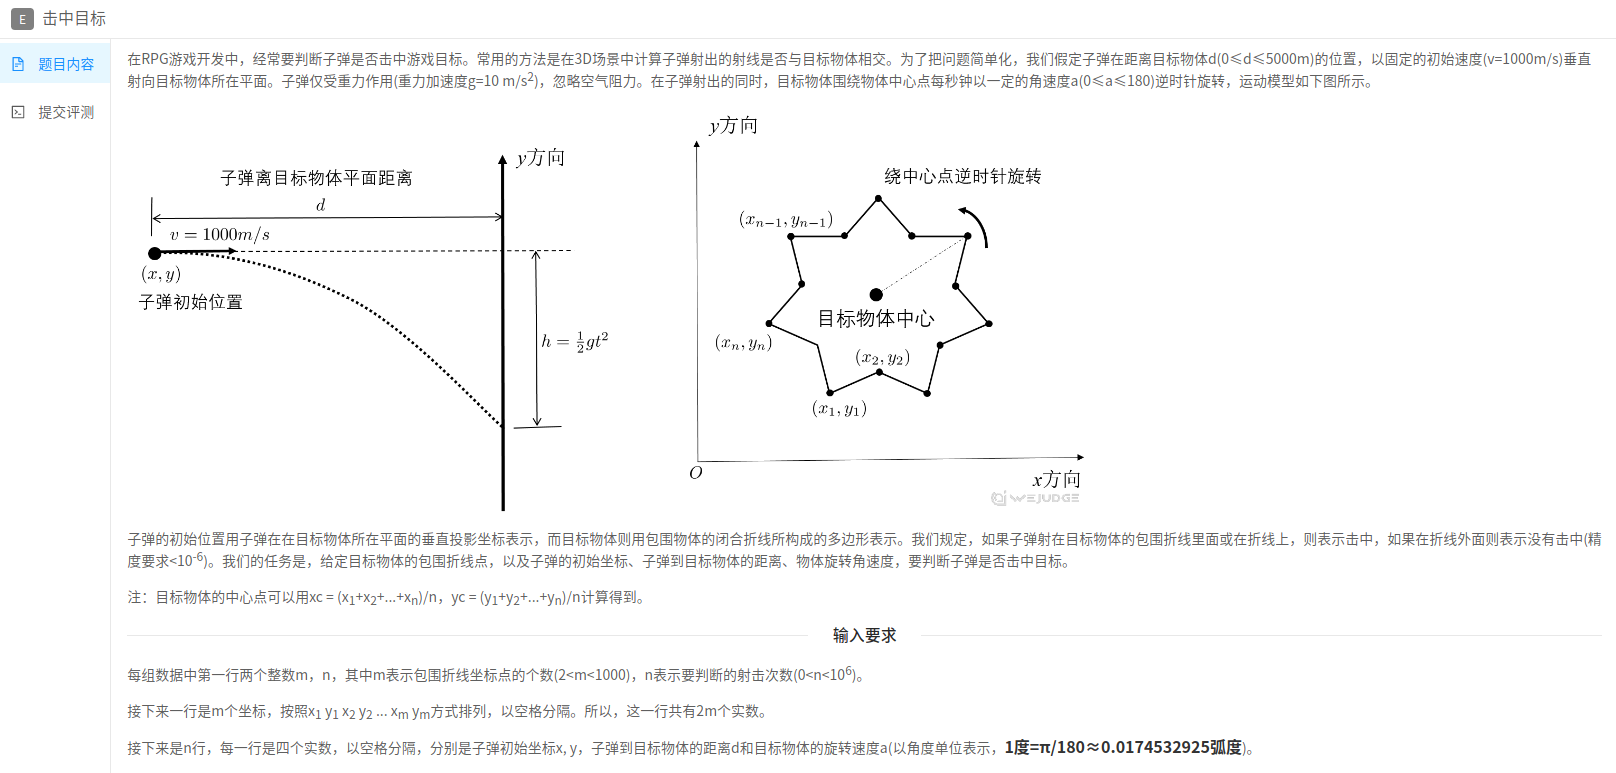 E 击中目标
题目内容
提交评测
在RPG游戏开发中，经常要判断子弹是否击中游戏目标。常用的方法是在3D场景中计算子弹射出的射线是否与目标物体相交。为了把问题简单化，我们假定子弹在距离目标物体d(0≤d≤5000m)的位置，以固定的初始速度(v=1000m/s)垂直
射向目标物体所在平面。子弹仅受重力作用(重力加速度g=10 m/s²)，忽略空气阻力。在子弹射出的同时，目标物体围绕物体中心点每秒钟以一定的角速度a(0≤a≤180)逆时针旋转，运动模型如下图所示。
y方向
子弹离目标物体平面距离
d
v = 1000m/s
(x, y)
子弹初始位置
h = ½gt²
y方向
绕中心点逆时针旋转
(xₙ₋₁, yₙ₋₁)
目标物体中心
(xₙ, yₙ)
(x₂, y₂)
(x₁, y₁)
O
x方向
WEJUDGE
子弹的初始位置用子弹在在目标物体所在平面的垂直投影坐标表示，而目标物体则用包围物体的闭合折线所构成的多边形表示。我们规定，如果子弹射在目标物体的包围折线里面或在折线上，则表示击中，如果在折线外面则表示没有击中(精
度要求<10⁻⁶)。我们的任务是，给定目标物体的包围折线点，以及子弹的初始坐标、子弹到目标物体的距离、物体旋转角速度，要判断子弹是否击中目标。
注：目标物体的中心点可以用xc = (x₁+x₂+...+xₙ)/n，yc = (y₁+y₂+...+yₙ)/n计算得到。
输入要求
每组数据中第一行两个整数m，n，其中m表示包围折线坐标点的个数(2<m<1000)，n表示要判断的射击次数(0<n<10⁶)。
接下来一行是m个坐标，按照x₁ y₁ x₂ y₂ ... xₘ yₘ方式排列，以空格分隔。所以，这一行共有2m个实数。
接下来是n行，每一行是四个实数，以空格分隔，分别是子弹初始坐标x, y，子弹到目标物体的距离d和目标物体的旋转速度a(以角度单位表示，1度=π/180≈0.0174532925弧度)。